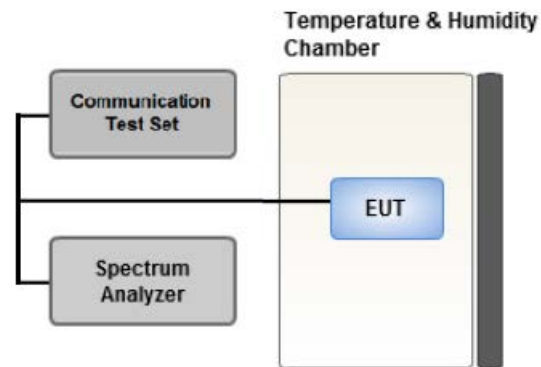 Temperature & Humidity
Chamber
Communication
Test Set
EUT
Spectrum
Analyzer